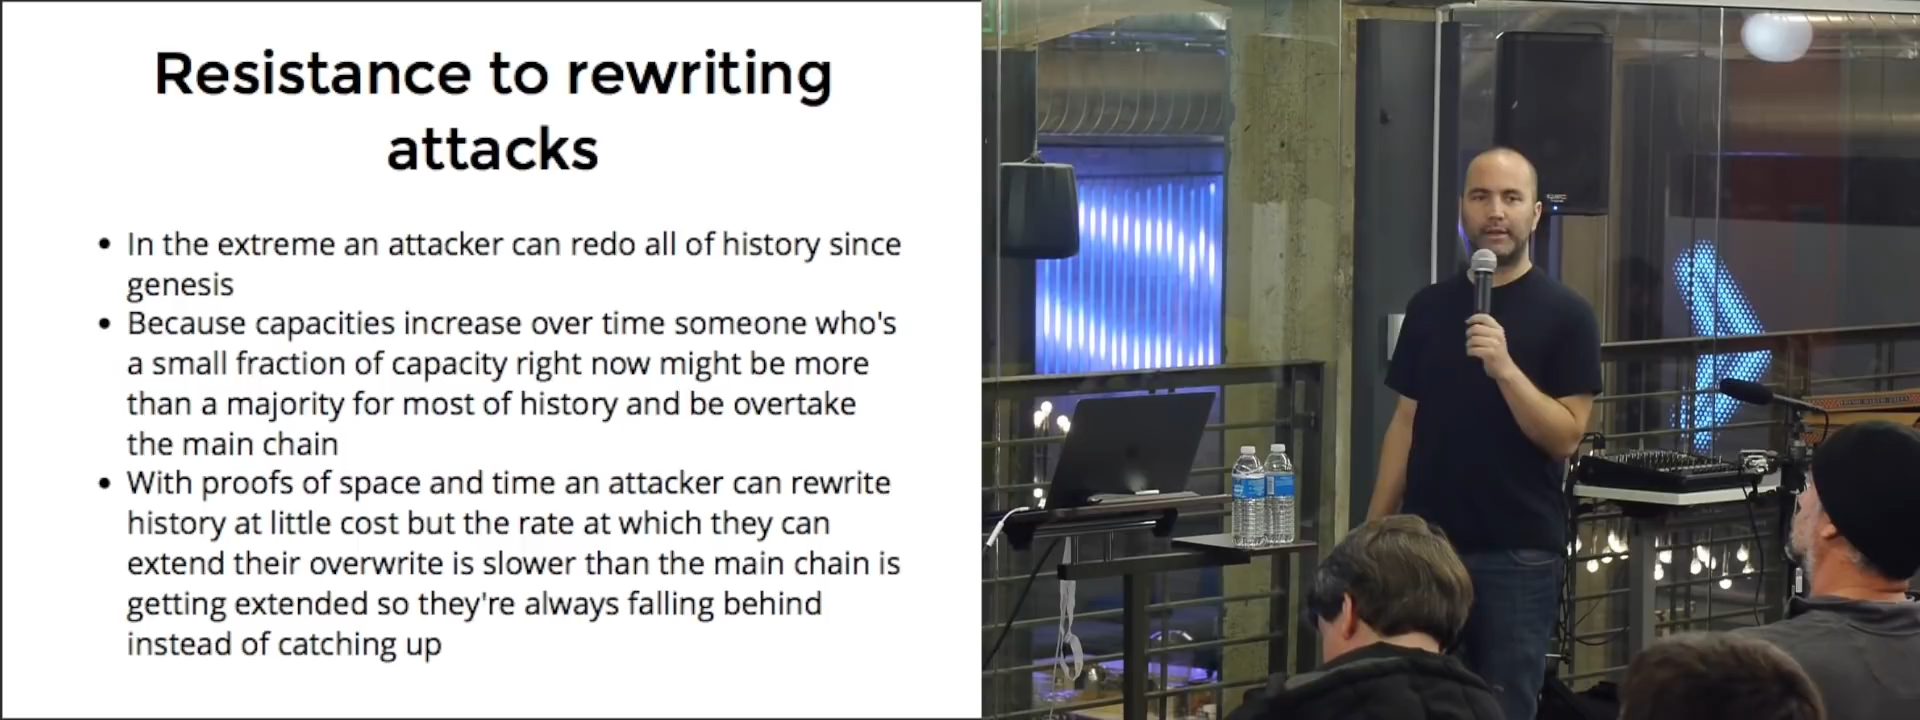 Resistance to rewriting
attacks
• In the extreme an attacker can redo all of history since
genesis
• Because capacities increase over time someone who's
a small fraction of capacity right now might be more
than a majority for most of history and be overtake
the main chain
• With proofs of space and time an attacker can rewrite
history at little cost but the rate at which they can
extend their overwrite is slower than the main chain is
getting extended so they're always falling behind
instead of catching up